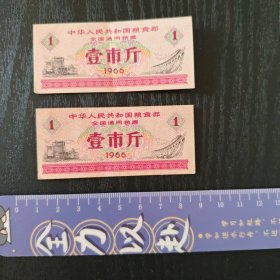 中华人民共和国粮食部
全国通用粮票
1 壹市斤 1
1966
中华人民共和国粮食部
全国通用粮票
1 壹市斤 1
1966
全力以赴